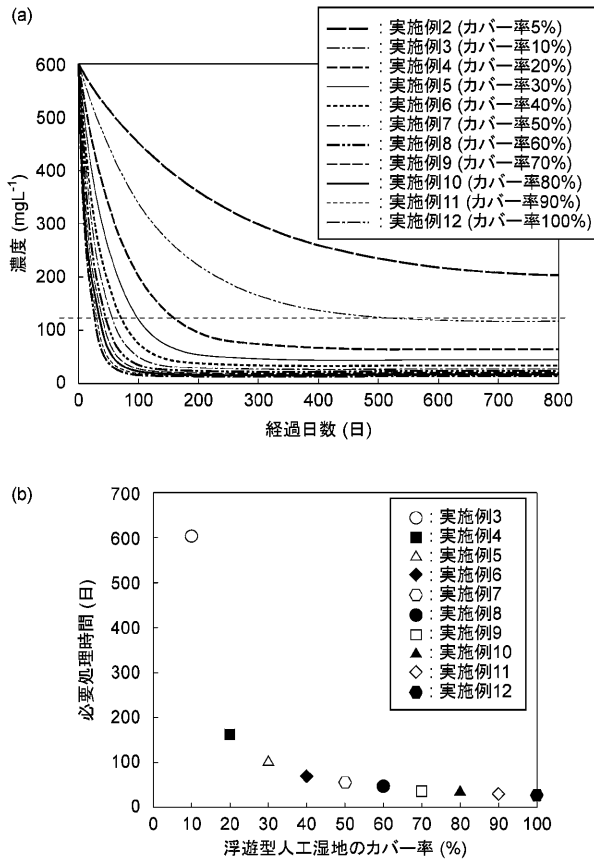 (a)
: 実施例2 (カバー率5%)
: 実施例3 (カバー率10%)
: 実施例4 (カバー率20%)
: 実施例5 (カバー率30%)
: 実施例6 (カバー率40%)
: 実施例7 (カバー率50%)
: 実施例8 (カバー率60%)
: 実施例9 (カバー率70%)
: 実施例10 (カバー率80%)
: 実施例11 (カバー率90%)
: 実施例12 (カバー率100%)
濃度 (mgL-1)
600
500
400
300
200
100
0
0 100 200 300 400 500 600 700 800
経過日数 (日)
(b)
必要処理時間 (日)
700
600
500
400
300
200
100
0
: 実施例3
: 実施例4
: 実施例5
: 実施例6
: 実施例7
: 実施例8
: 実施例9
: 実施例10
: 実施例11
: 実施例12
0 10 20 30 40 50 60 70 80 90 100
浮遊型人工湿地のカバー率 (%)